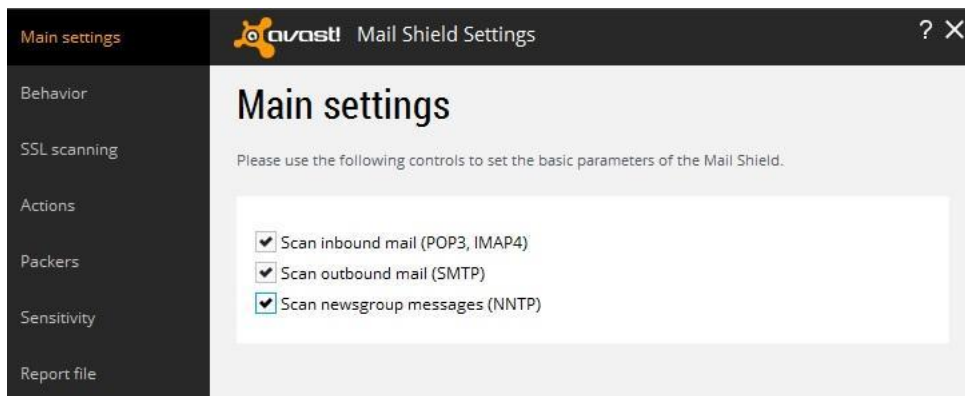 Main settings
avast! Mail Shield Settings
? X
Behavior
SSL scanning
Actions
Packers
Sensitivity
Report file
Main settings
Please use the following controls to set the basic parameters of the Mail Shield.
Scan inbound mail (POP3, IMAP4)
Scan outbound mail (SMTP)
Scan newsgroup messages (NNTP)